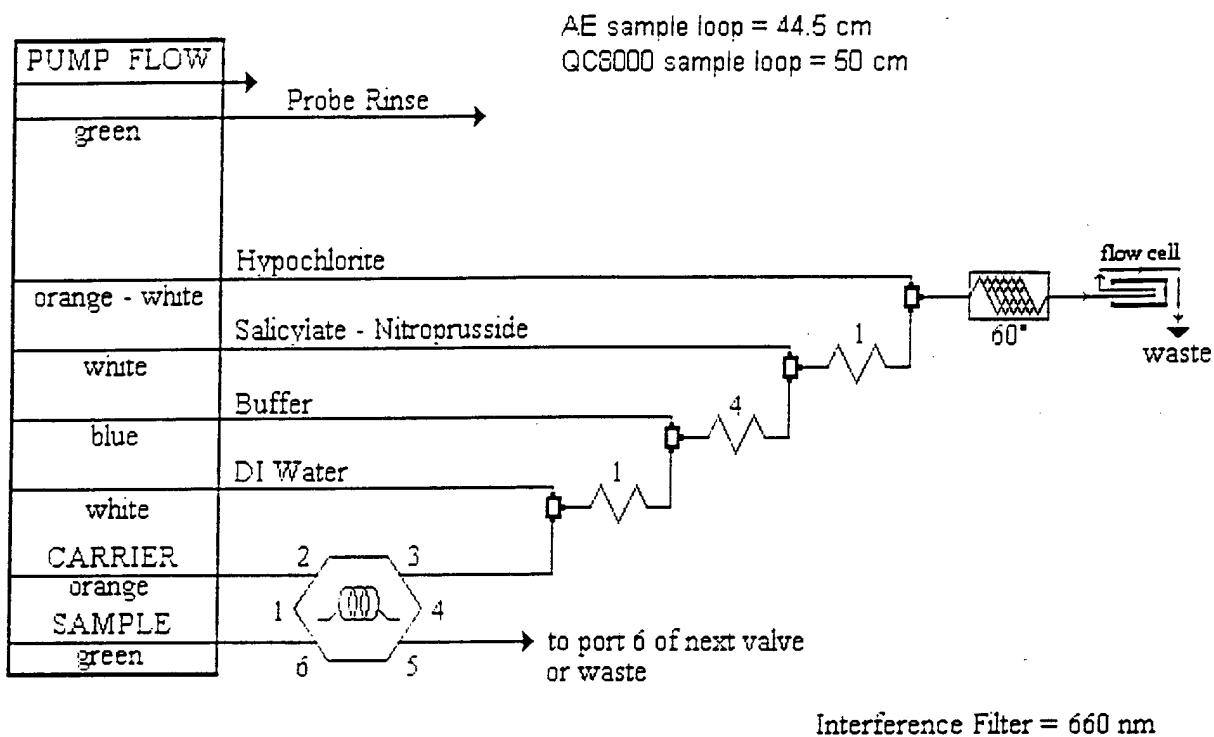 AE sample loop = 44.5 cm
QC8000 sample loop = 50 cm
PUMP FLOW
Probe Rinse
green
Hypochlorite
orange - white
flow cell
60°
waste
Salicylate - Nitroprusside
white
1
Buffer
blue
4
DI Water
white
1
CARRIER
orange
2
3
1
4
SAMPLE
green
6
5
to port 6 of next valve
or waste
Interference Filter = 660 nm